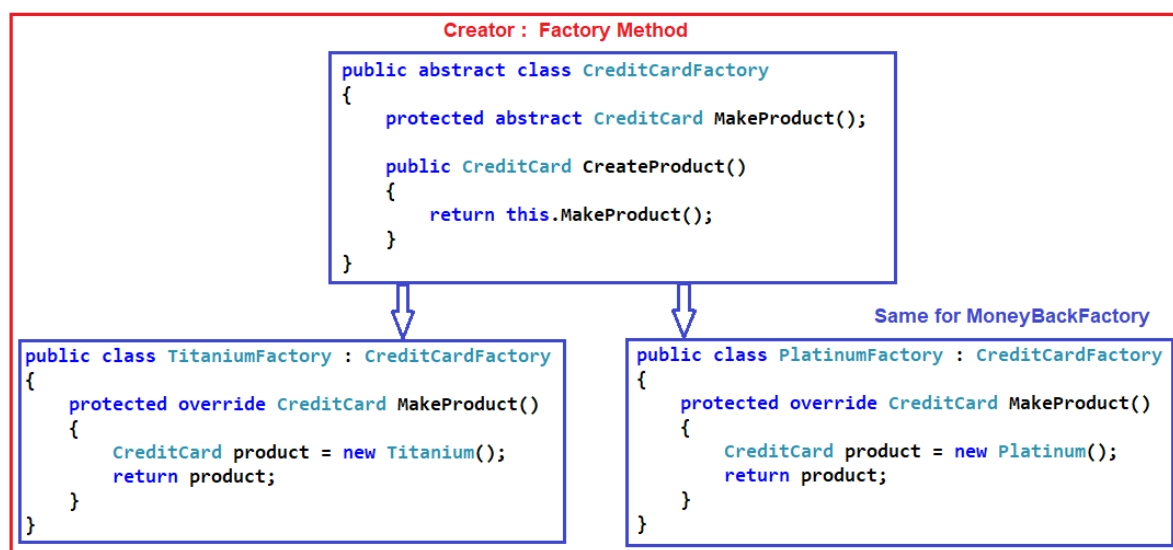 Creator :  Factory Method
public abstract class CreditCardFactory
{
    protected abstract CreditCard MakeProduct();

    public CreditCard CreateProduct()
    {
        return this.MakeProduct();
    }
}
Same for MoneyBackFactory
public class TitaniumFactory : CreditCardFactory
{
    protected override CreditCard MakeProduct()
    {
        CreditCard product = new Titanium();
        return product;
    }
}
public class PlatinumFactory : CreditCardFactory
{
    protected override CreditCard MakeProduct()
    {
        CreditCard product = new Platinum();
        return product;
    }
}